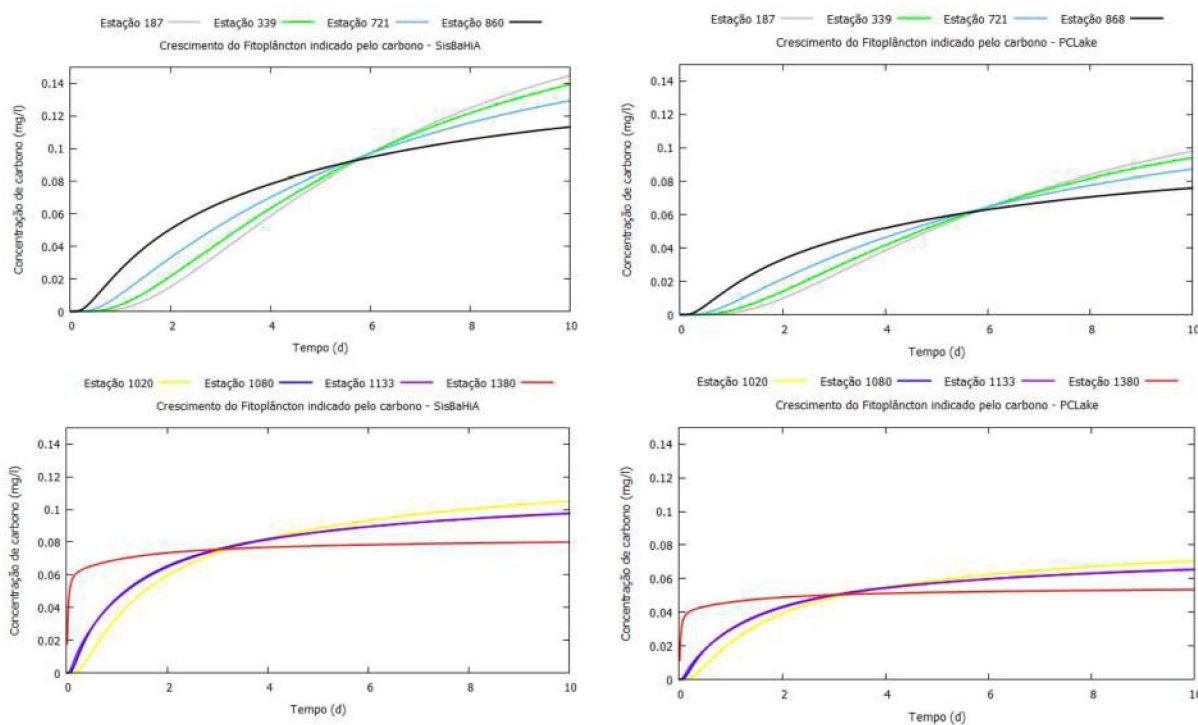 Estação 187 Estação 339 Estação 721 Estação 860
Crescimento do Fitoplâncton indicado pelo carbono - SisBaHiA
Concentração de carbono (mg/l)
0.14
0.12
0.1
0.08
0.06
0.04
0.02
0
0 2 4 6 8 10
Tempo (d)
Estação 187 Estação 339 Estação 721 Estação 868
Crescimento do Fitoplâncton indicado pelo carbono - PCLake
Concentração de carbono (mg/l)
0.14
0.12
0.1
0.08
0.06
0.04
0.02
0
0 2 4 6 8 10
Tempo (d)
Estação 1020 Estação 1080 Estação 1133 Estação 1380
Crescimento do Fitoplâncton indicado pelo carbono - SisBaHiA
Concentração de carbono (mg/l)
0.14
0.12
0.1
0.08
0.06
0.04
0.02
0
0 2 4 6 8 10
Tempo (d)
Estação 1020 Estação 1080 Estação 1133 Estação 1380
Crescimento do Fitoplâncton indicado pelo carbono - PCLake
Concentração de carbono (mg/l)
0.14
0.12
0.1
0.08
0.06
0.04
0.02
0
0 2 4 6 8 10
Tempo (d)